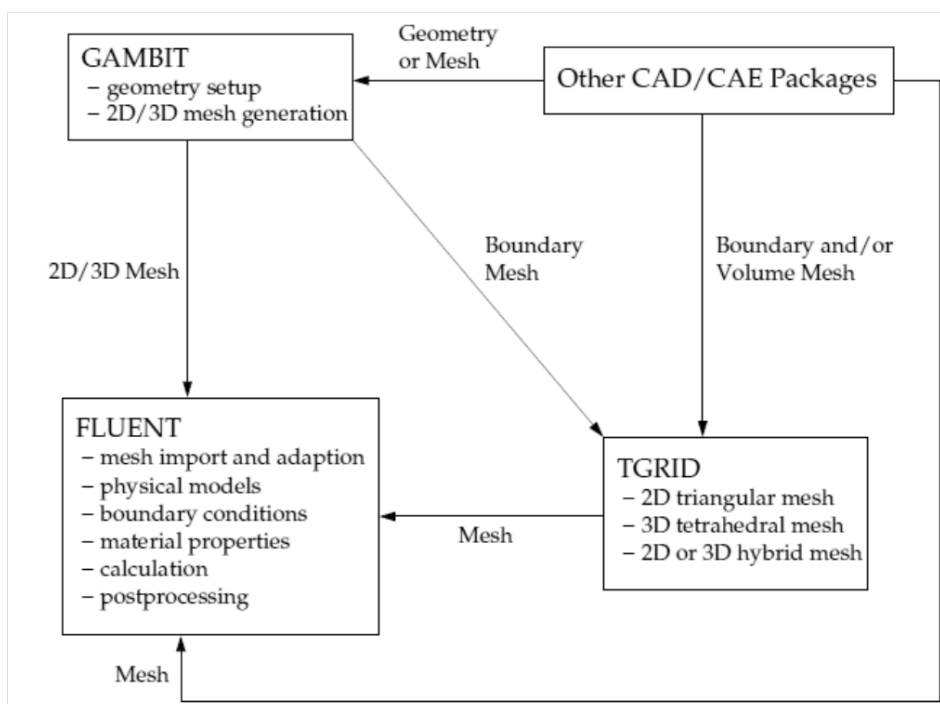 GAMBIT
– geometry setup
– 2D/3D mesh generation
Geometry
or Mesh
Other CAD/CAE Packages
2D/3D Mesh
Boundary
Mesh
Boundary and/or
Volume Mesh
FLUENT
– mesh import and adaption
– physical models
– boundary conditions
– material properties
– calculation
– postprocessing
Mesh
TGRID
– 2D triangular mesh
– 3D tetrahedral mesh
– 2D or 3D hybrid mesh
Mesh